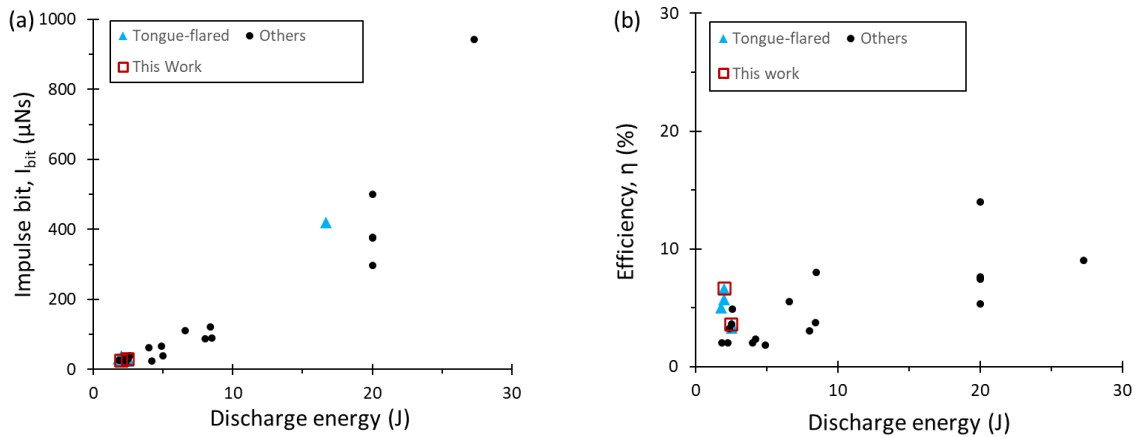 (a)
Impulse bit, I_bit (µNs)
1000
800
600
400
200
0
Tongue-flared Others
This Work
0 10 20 30
Discharge energy (J)
(b)
Efficiency, η (%)
30
20
10
0
Tongue-flared Others
This work
0 10 20 30
Discharge energy (J)